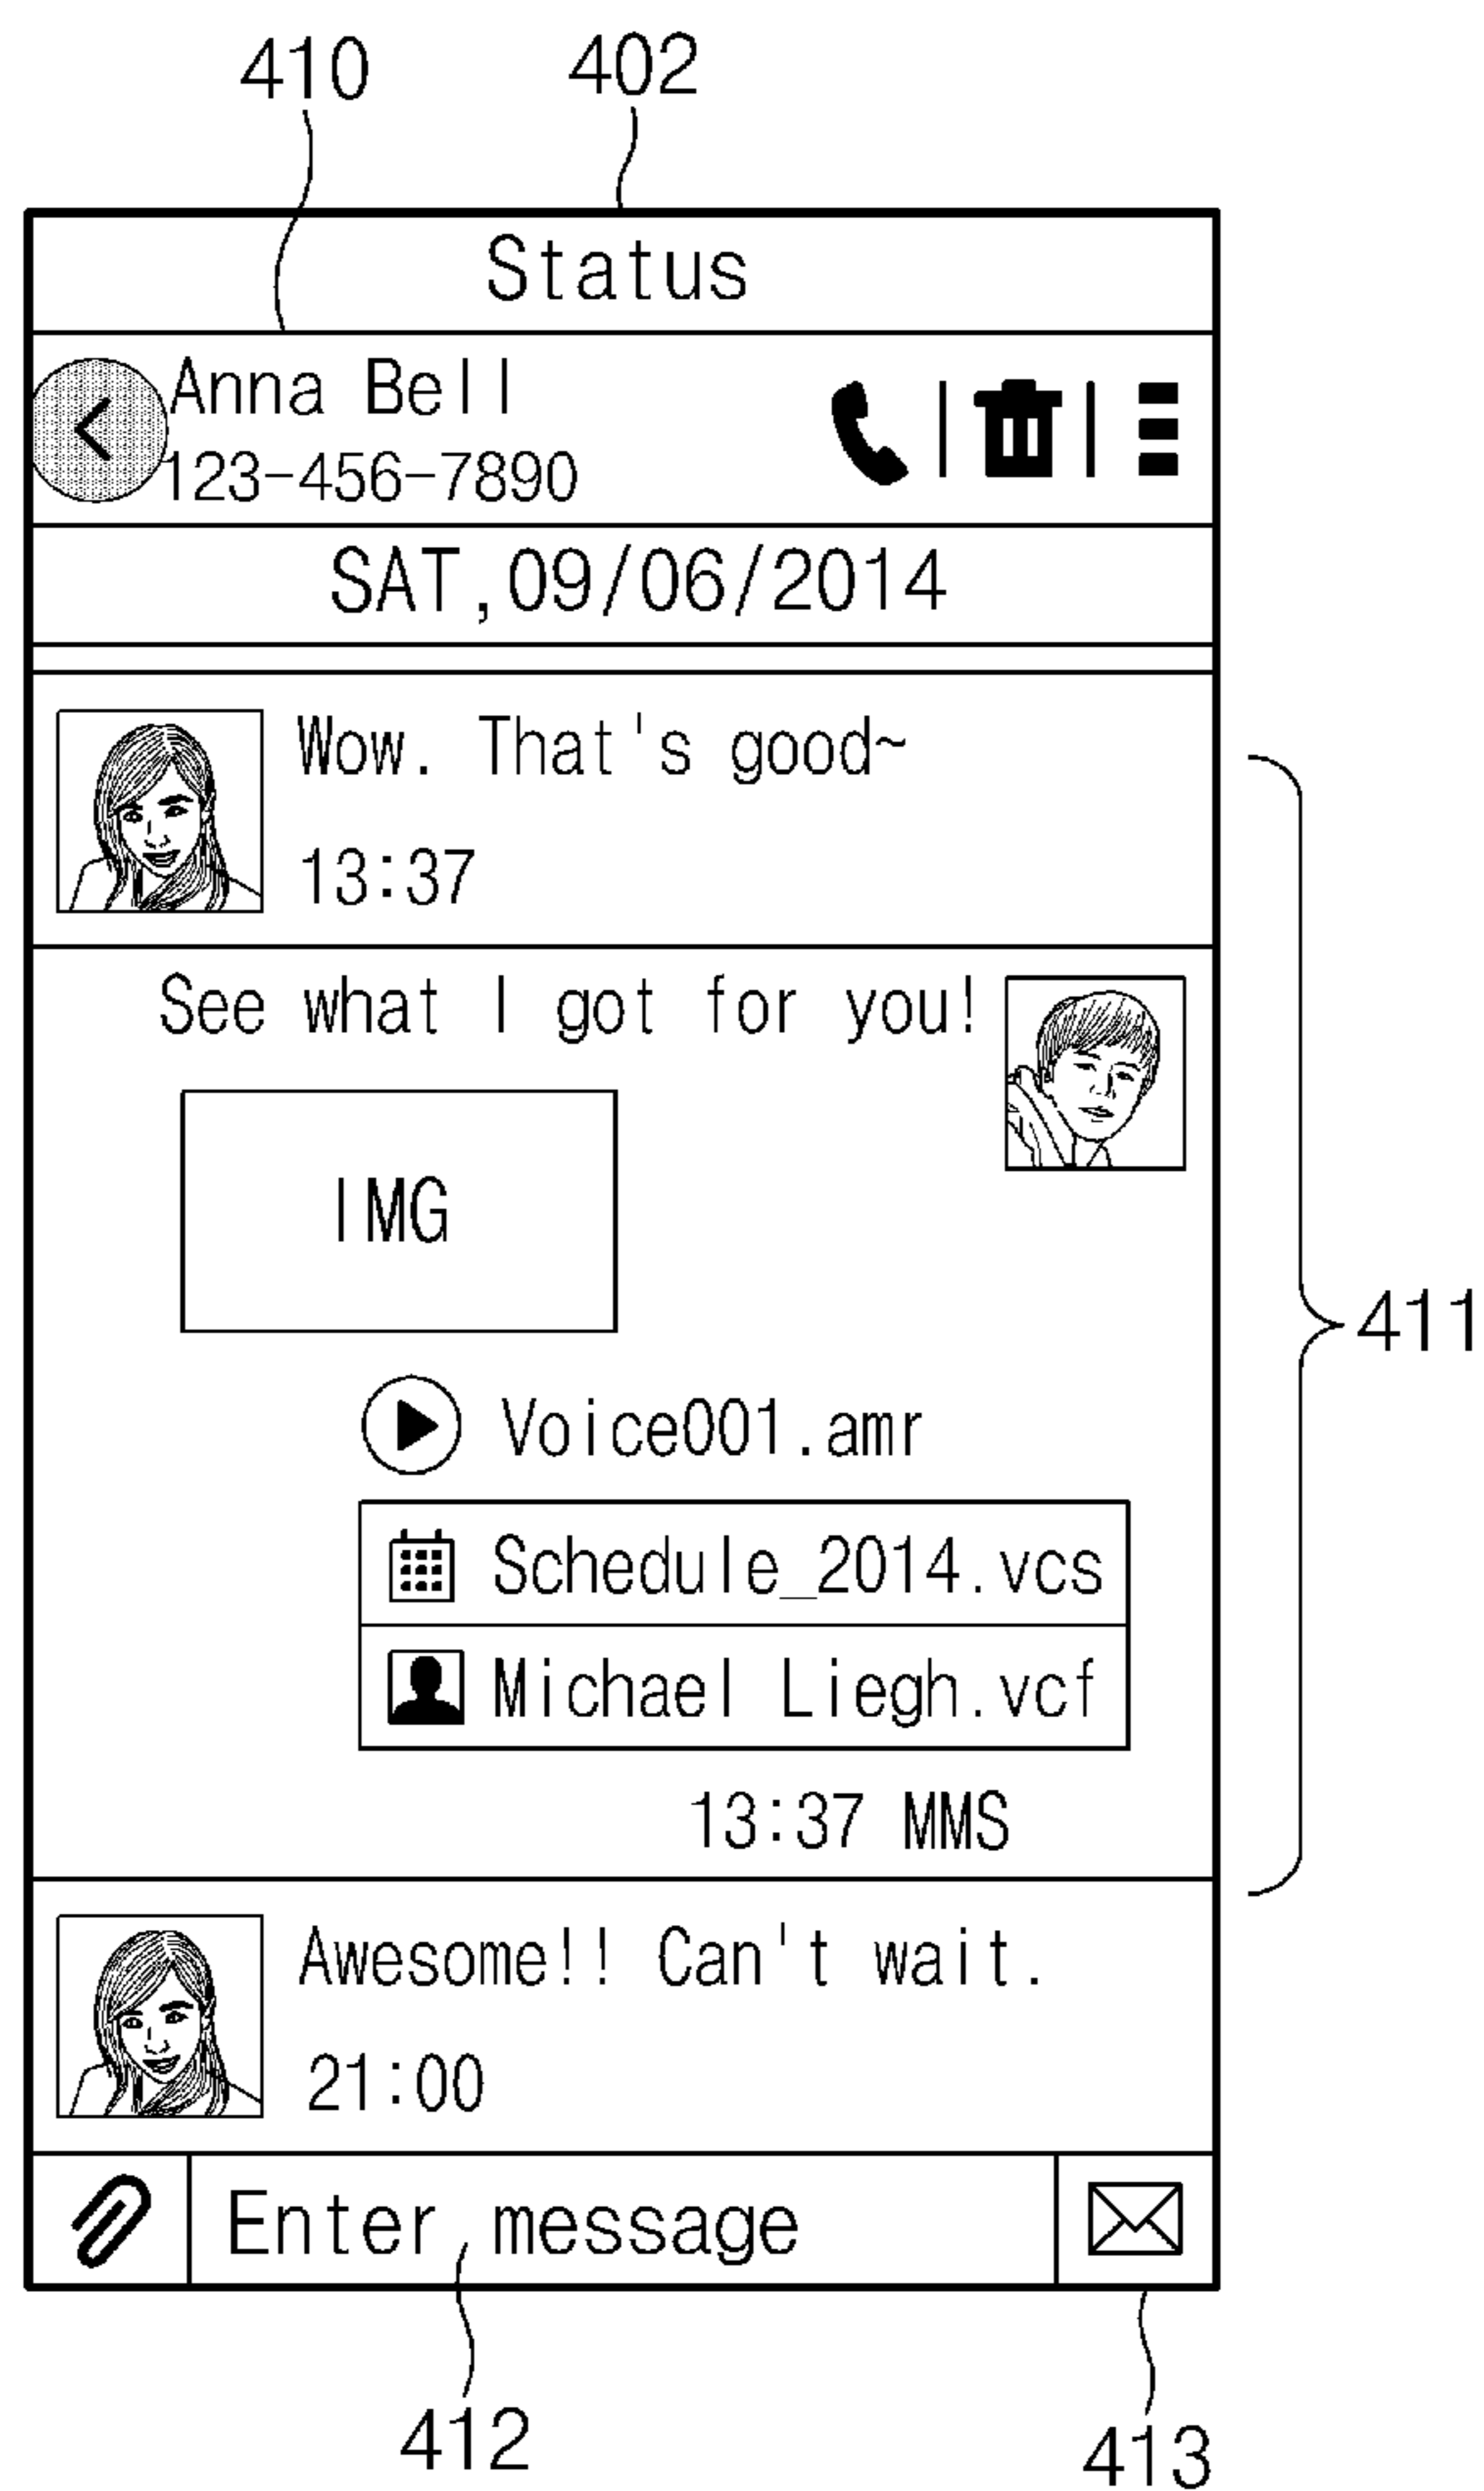 410 402
Status
Anna Bell
123-456-7890
SAT,09/06/2014
Wow. That's good~
13:37
See what I got for you!
IMG
411
Voice001.amr
Schedule_2014.vcs
Michael Liegh.vcf
13:37 MMS
Awesome!! Can't wait.
21:00
Enter message
412 413